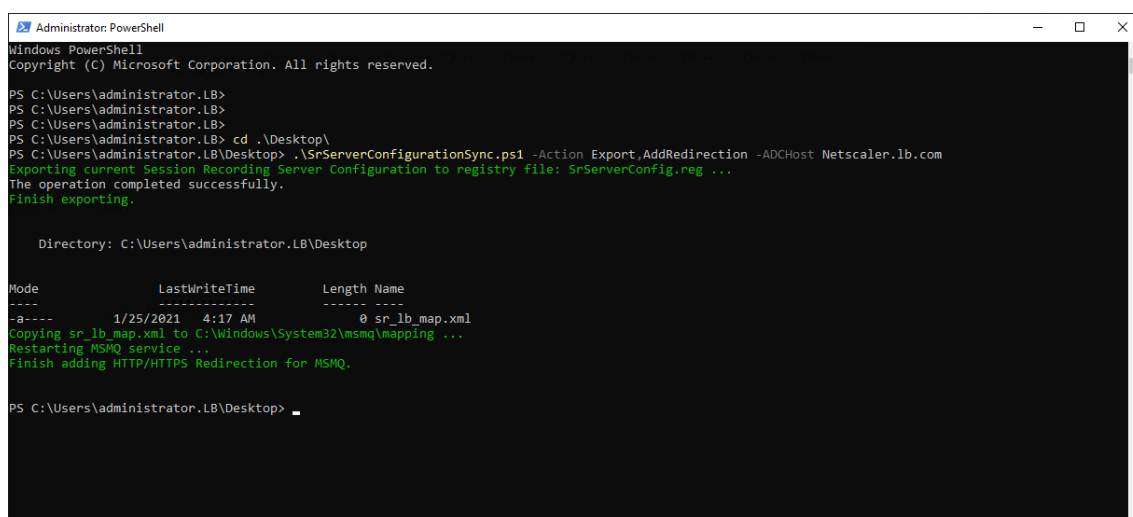 Administrator: PowerShell
Windows PowerShell
Copyright (C) Microsoft Corporation. All rights reserved.
PS C:\Users\administrator.LB>
PS C:\Users\administrator.LB>
PS C:\Users\administrator.LB>
PS C:\Users\administrator.LB> cd .\Desktop\
PS C:\Users\administrator.LB\Desktop> .\SrServerConfigurationSync.ps1 -Action Export,AddRedirection -ADCHost Netscaler.lb.com
Exporting current Session Recording Server Configuration to registry file: SrServerConfig.reg ...
The operation completed successfully.
Finish exporting.
Directory: C:\Users\administrator.LB\Desktop
Mode LastWriteTime Length Name
---- ------------- ------ ----
-a---- 1/25/2021 4:17 AM 0 sr_lb_map.xml
Copying sr_lb_map.xml to C:\Windows\System32\msmq\mapping ...
Restarting MSMQ service ...
Finish adding HTTP/HTTPS Redirection for MSMQ.
PS C:\Users\administrator.LB\Desktop>